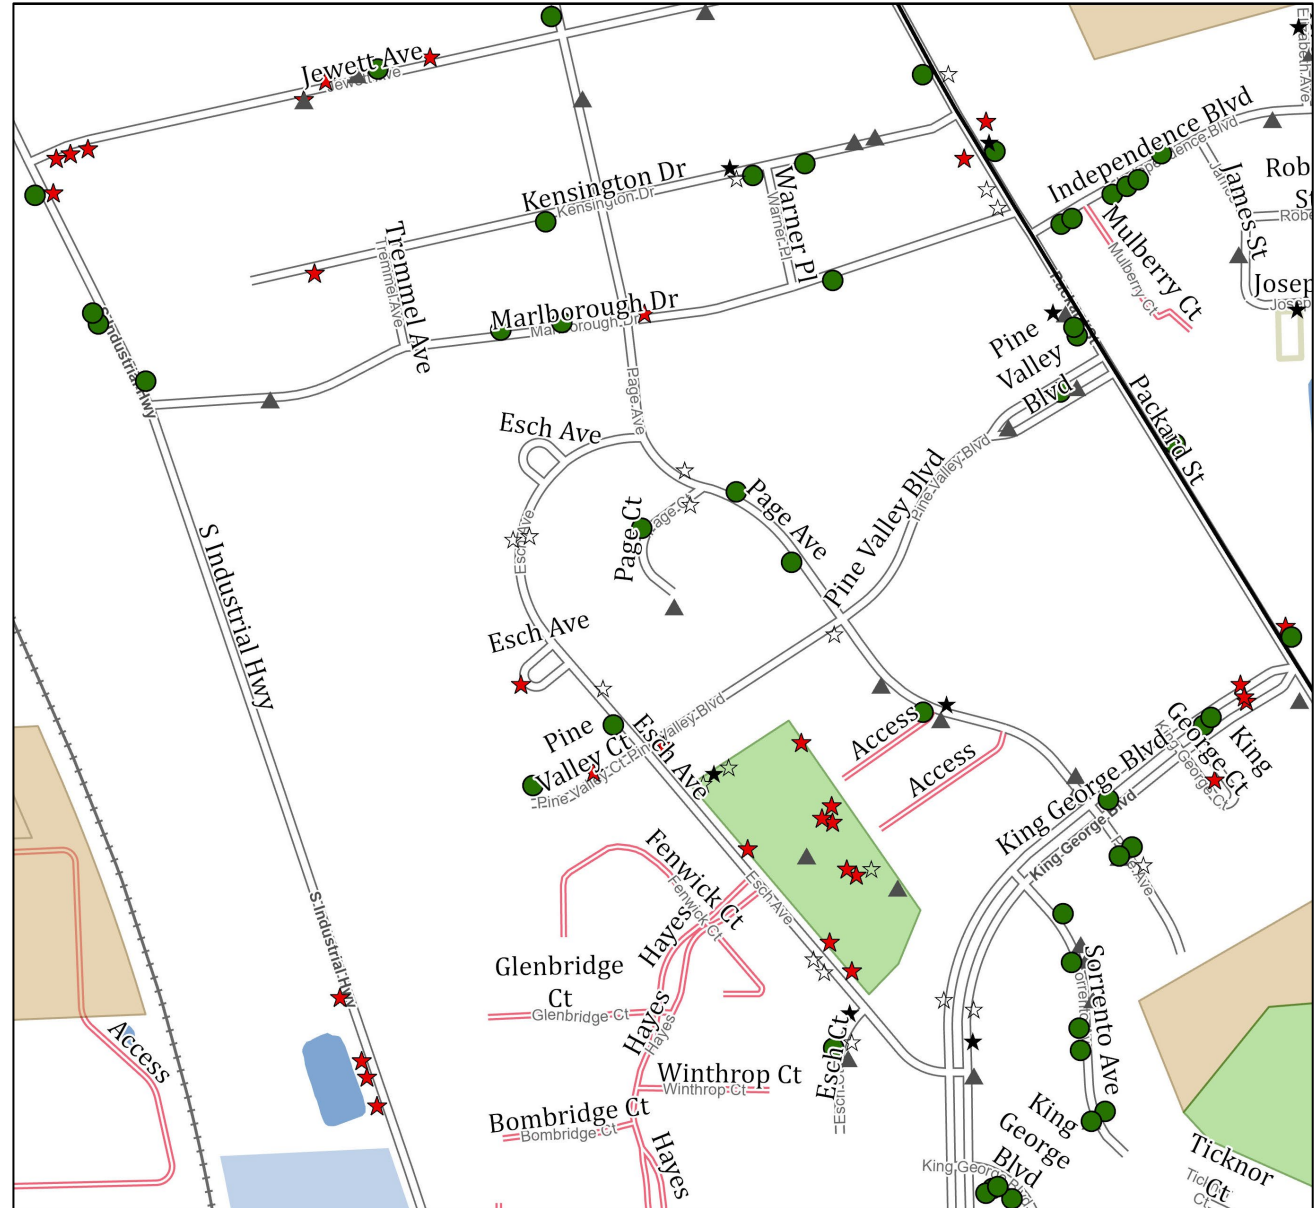 Jewett Ave
Jewett Ave
Elizabeth Ave
Independence Blvd
Kensington Dr
Kensington Dr
Warner Pl
Warner Pl
James St
Rob
St
Robe
Mulberry Ct
Mulberry Ct
Tremmel Ave
Tremmel Ave
Marlborough Dr
Marlborough Dr
Josep
Josep
S Industrial Hwy
Pine
Valley
Blvd
Packard St
Page Ave
Esch Ave
Pine Valley Blvd
Pine Valley Blvd
Page Ct
Page Ct
Page Ave
Esch Ave
S Industrial Hwy
Esch Ave
Pine Valley Blvd
Pine
Valley Ct
Pine Valley Ct
Esch Ave
Access
Access
King
George Ct
King George Ct
King George Blvd
King George Blvd
Page Ave
Fenwick Ct
Fenwick Ct
Esch Ave
Hayes
Glenbridge
Ct
Glenbridge Ct
S Industrial Hwy
Hayes
Hayes
Sorrento Ave
Access
Esch Ct
Winthrop Ct
Winthrop Ct
Bombridge Ct
Bombridge Ct
Hayes
King
George
Blvd
King George Blvd
Ticknor
Ct